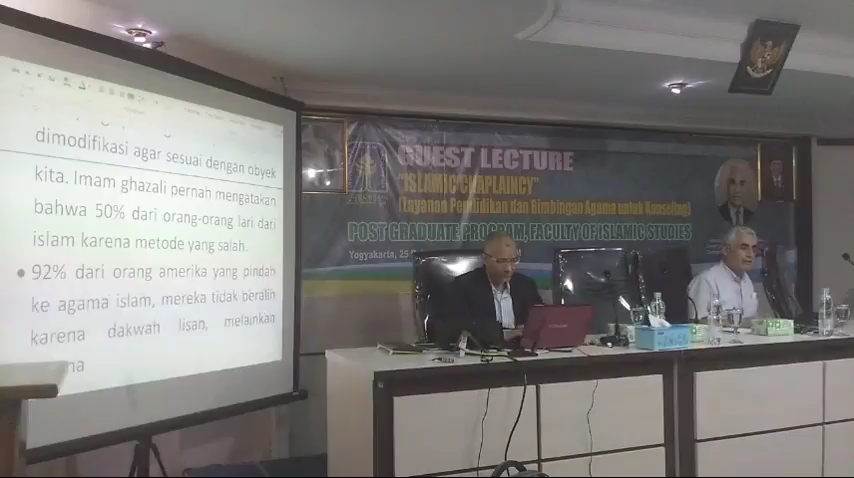 dimodifikasi agar sesuai dengan obyek
kita. Imam ghazali pernah mengatakan
bahwa 50% dari orang-orang lari dari
islam karena metode yang salah.
• 92% dari orang amerika yang pindah
ke agama islam, mereka tidak beralih
karena dakwah lisan, melainkan
GUEST LECTURE
"ISLAMIC CHAPLAINCY"
(Layanan Pendidikan dan Bimbingan Agama untuk Konseling)
POST GRADUATE PROGRAM, FACULTY OF ISLAMIC STUDIES
Yogyakarta, 25